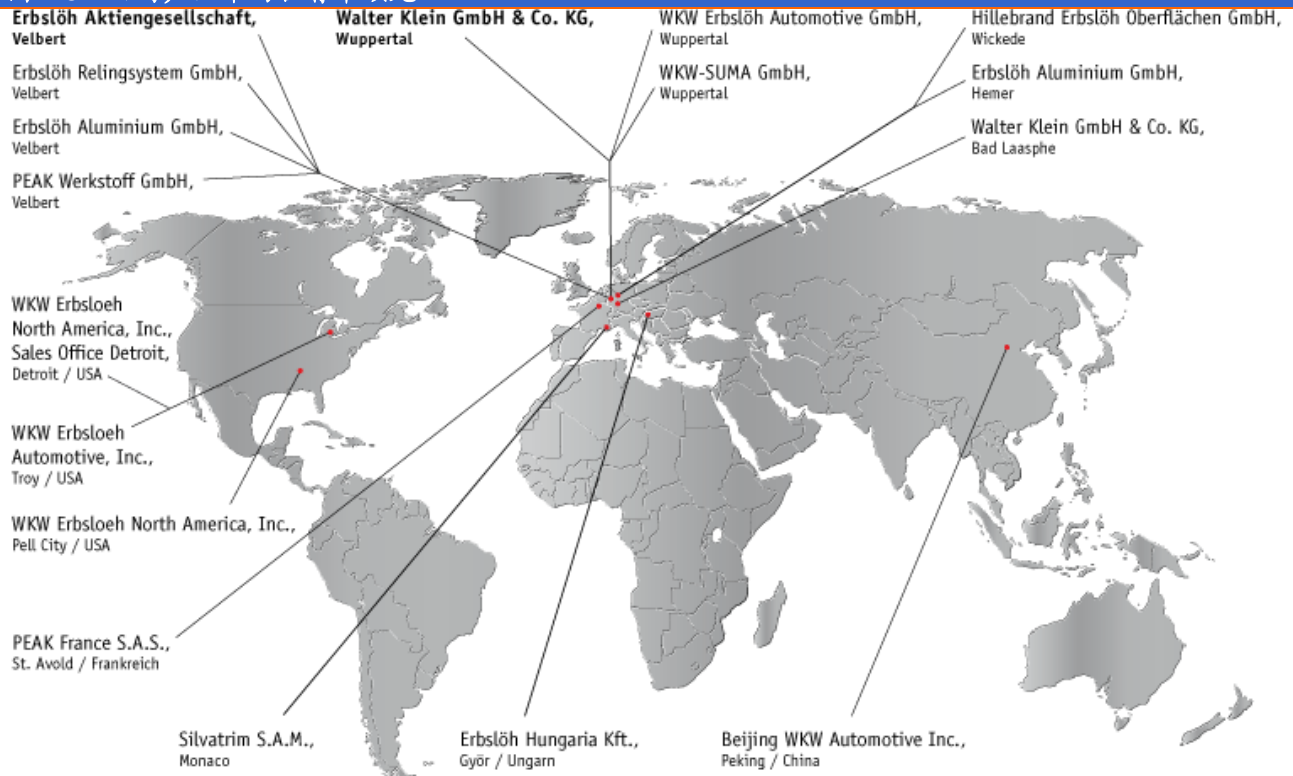 Erbslöh Aktiengesellschaft,
Velbert
Erbslöh Relingsystem GmbH,
Velbert
Erbslöh Aluminium GmbH,
Velbert
PEAK Werkstoff GmbH,
Velbert
Walter Klein GmbH & Co. KG,
Wuppertal
WKW Erbslöh Automotive GmbH,
Wuppertal
WKW-SUMA GmbH,
Wuppertal
Hillebrand Erbslöh Oberflächen GmbH,
Wickede
Erbslöh Aluminium GmbH,
Hemer
Walter Klein GmbH & Co. KG,
Bad Laasphe
WKW Erbsloeh
North America, Inc.,
Sales Office Detroit,
Detroit / USA
WKW Erbsloeh
Automotive, Inc.,
Troy / USA
WKW Erbsloeh North America, Inc.,
Pell City / USA
PEAK France S.A.S.,
St. Avold / Frankreich
Silvatrim S.A.M.,
Monaco
Erbslöh Hungaria Kft.,
Györ / Ungarn
Beijing WKW Automotive Inc.,
Peking / China